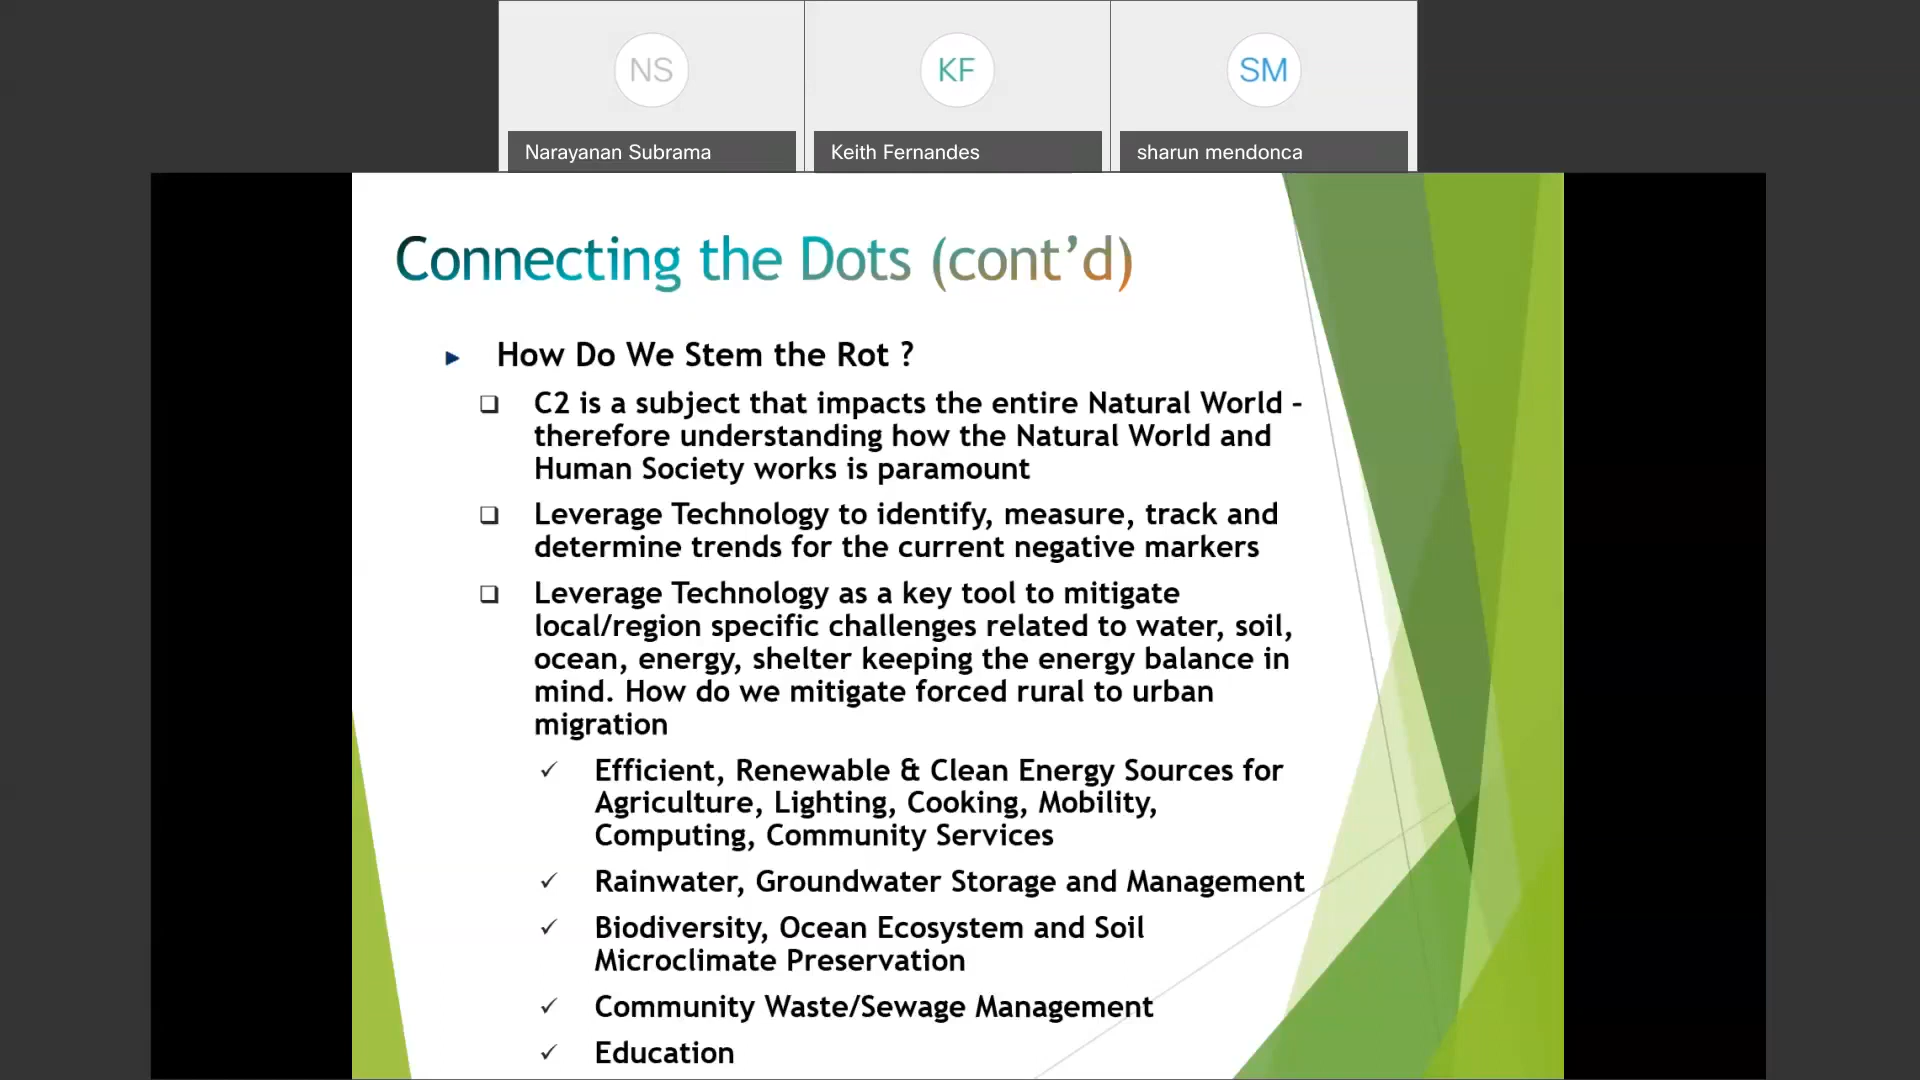 NS
KF
SM
Narayanan Subrama
Keith Fernandes
sharun mendonca
Connecting the Dots (cont’d)
How Do We Stem the Rot ?
C2 is a subject that impacts the entire Natural World –
therefore understanding how the Natural World and
Human Society works is paramount
Leverage Technology to identify, measure, track and
determine trends for the current negative markers
Leverage Technology as a key tool to mitigate
local/region specific challenges related to water, soil,
ocean, energy, shelter keeping the energy balance in
mind. How do we mitigate forced rural to urban
migration
Efficient, Renewable & Clean Energy Sources for
Agriculture, Lighting, Cooking, Mobility,
Computing, Community Services
Rainwater, Groundwater Storage and Management
Biodiversity, Ocean Ecosystem and Soil
Microclimate Preservation
Community Waste/Sewage Management
Education